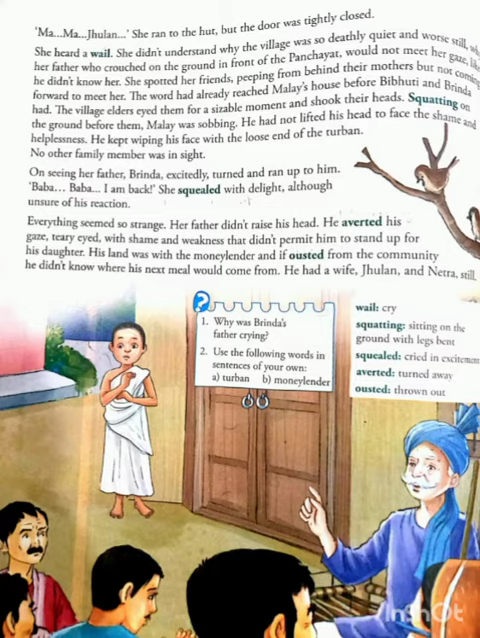 'Ma...Ma...Jhulan...' She ran to the hut, but the door was tightly closed.
She heard a wail. She didn't understand why the village was so deathly quiet and worse still,
her father who crouched on the ground in front of the Panchayat, would not meet her gaze,
he didn't know her. She spotted her friends, peeping from behind their mothers but not coming
forward to meet her. The word had already reached Malay's house before Bibhuti and Brinda
had. The village elders eyed them for a sizable moment and shook their heads. Squatting on
the ground before them, Malay was sobbing. He had not lifted his head to face the shame and
helplessness. He kept wiping his face with the loose end of the turban.
No other family member was in sight.
On seeing her father, Brinda, excitedly, turned and ran up to him.
'Baba... Baba... I am back!' She squealed with delight, although
unsure of his reaction.
Everything seemed so strange. Her father didn't raise his head. He averted his
gaze, teary eyed, with shame and weakness that didn't permit him to stand up for
his daughter. His land was with the moneylender and if ousted from the community
he didn't know where his next meal would come from. He had a wife, Jhulan, and Netra, still,
?
1. Why was Brinda's
father crying?
2. Use the following words in
sentences of your own:
a) turban b) moneylender
wail: cry
squatting: sitting on the
ground with legs bent
squealed: cried in excitement
averted: turned away
ousted: thrown out
InShOt